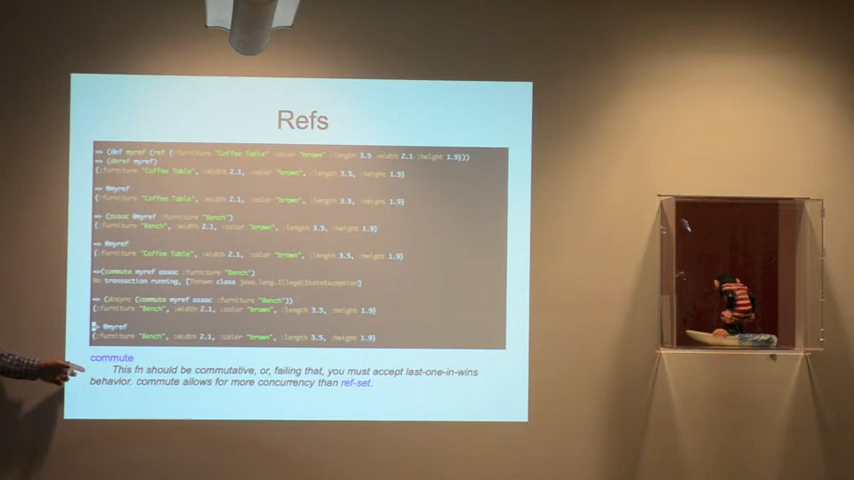 Refs
=> (def myref (ref {:furniture "Coffee Table" :color "brown" :length 3.5 :width 2.1 :height 1.9}))
=> (deref myref)
{:furniture "Coffee Table", :width 2.1, :color "brown", :length 3.5, :height 1.9}
=> @myref
{:furniture "Coffee Table", :width 2.1, :color "brown", :length 3.5, :height 1.9}
=> (assoc @myref :furniture "Bench")
{:furniture "Bench", :width 2.1, :color "brown", :length 3.5, :height 1.9}
=> @myref
{:furniture "Coffee Table", :width 2.1, :color "brown", :length 3.5, :height 1.9}
=>(commute myref assoc :furniture "Bench")
No transaction running, [Thrown class java.lang.IllegalStateException]
=> (dosync (commute myref assoc :furniture "Bench"))
{:furniture "Bench", :width 2.1, :color "brown", :length 3.5, :height 1.9}
=> @myref
{:furniture "Bench", :width 2.1, :color "brown", :length 3.5, :height 1.9}
commute
This fn should be commutative, or, failing that, you must accept last-one-in-wins
behavior. commute allows for more concurrency than ref-set.